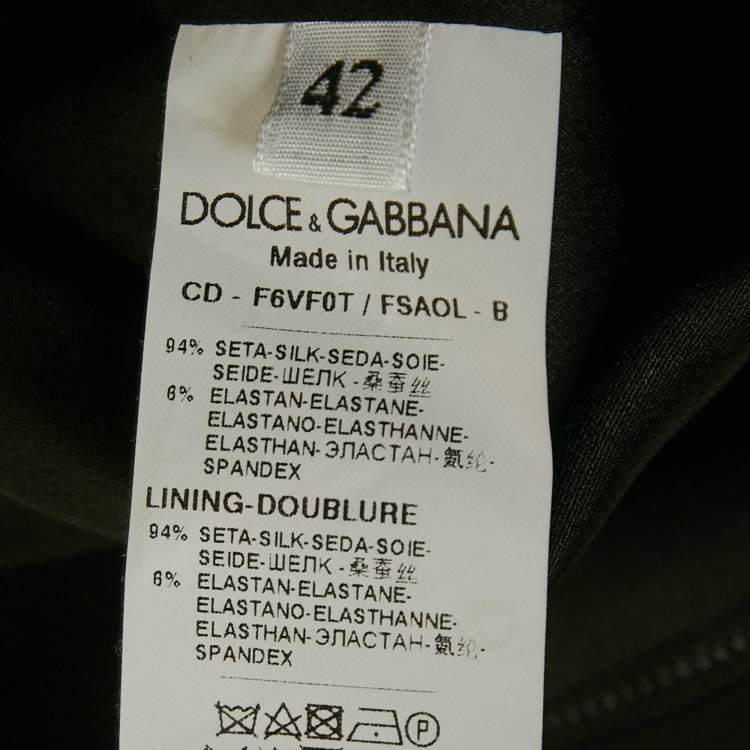 42
DOLCE & GABBANA
Made in Italy
CD - F6VF0T / FSAOL - B
94% SETA-SILK-SEDA-SOIE-
SEIDE-ШЕЛК-桑蚕丝
6% ELASTAN-ELASTANE-
ELASTANO-ELASTHANNE-
ELASTHAN-ЭЛАСТАН-氨纶-
SPANDEX
LINING-DOUBLURE
94% SETA-SILK-SEDA-SOIE-
SEIDE-ШЕЛК-桑蚕丝
6% ELASTAN-ELASTANE-
ELASTANO-ELASTHANNE-
ELASTHAN-ЭЛАСТАН-氨纶-
SPANDEX
P